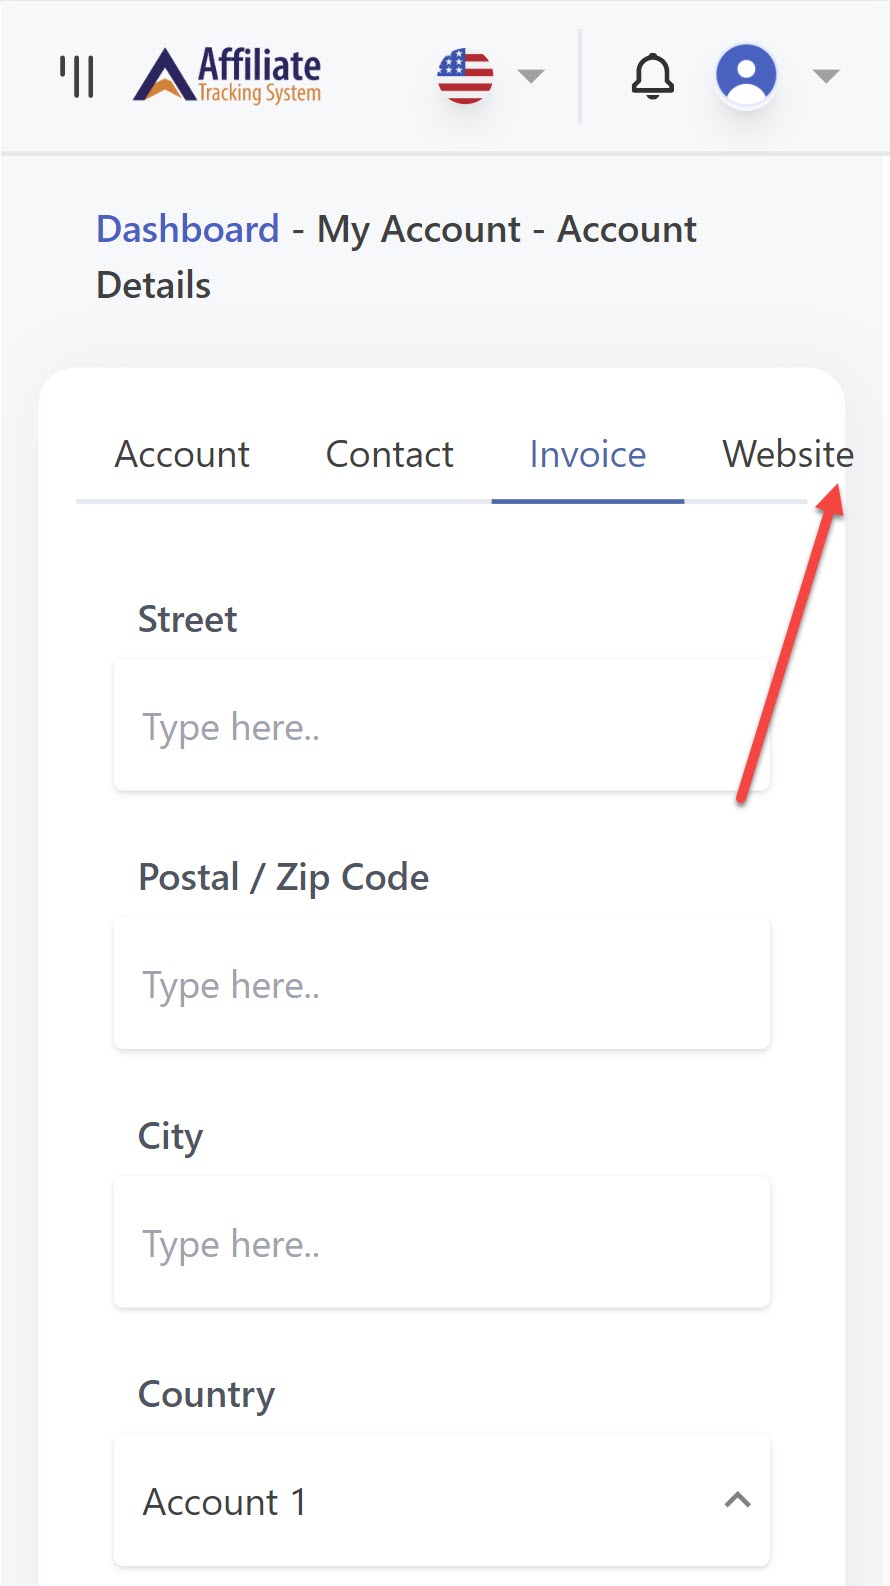 Affiliate
Tracking System
Dashboard - My Account - Account
Details
Account Contact Invoice Website
Street
Type here..
Postal / Zip Code
Type here..
City
Type here..
Country
Account 1